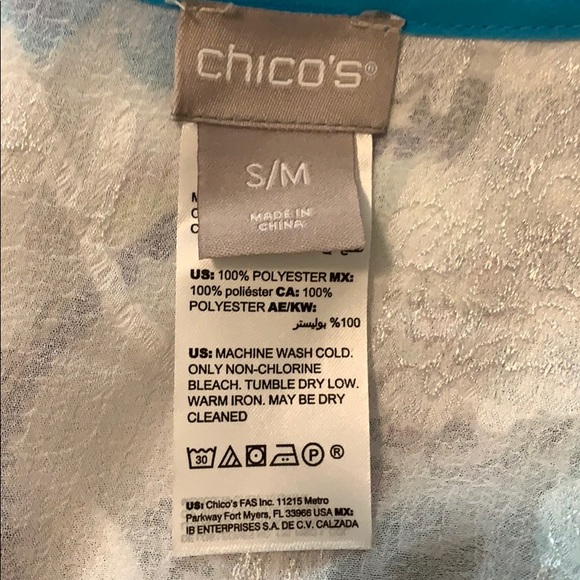 chico's®
S/M
MADE IN
CHINA
US: 100% POLYESTER MX:
100% poliéster CA: 100%
POLYESTER AE/KW:
100% بوليستر
US: MACHINE WASH COLD.
ONLY NON-CHLORINE
BLEACH. TUMBLE DRY LOW.
WARM IRON. MAY BE DRY
CLEANED
30 P ®
US: Chico's FAS Inc. 11215 Metro
Parkway Fort Myers, FL 33966 USA MX:
IB ENTERPRISES S.A. DE C.V. CALZADA